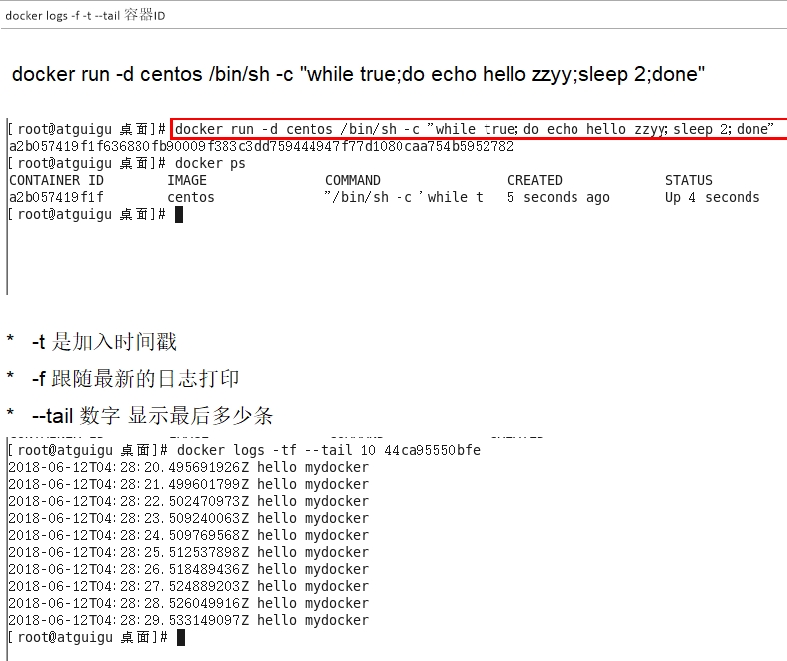 docker logs -f -t --tail 容器ID
docker run -d centos /bin/sh -c "while true;do echo hello zzyy;sleep 2;done"
[root@atguigu 桌面]# docker run -d centos /bin/sh -c "while true;do echo hello zzyy;sleep 2;done"
a2b057419f1f636880fb90009f383c3dd759444947f77d1080caa754b5952782
[root@atguigu 桌面]# docker ps
CONTAINER ID IMAGE COMMAND CREATED STATUS
a2b057419f1f centos "/bin/sh -c 'while t 5 seconds ago Up 4 seconds
[root@atguigu 桌面]#
* -t 是加入时间戳
* -f 跟随最新的日志打印
* --tail 数字 显示最后多少条
[root@atguigu 桌面]# docker logs -tf --tail 10 44ca95550bfe
2018-06-12T04:28:20.495691926Z hello mydocker
2018-06-12T04:28:21.499601799Z hello mydocker
2018-06-12T04:28:22.502470973Z hello mydocker
2018-06-12T04:28:23.509240063Z hello mydocker
2018-06-12T04:28:24.509769568Z hello mydocker
2018-06-12T04:28:25.512537898Z hello mydocker
2018-06-12T04:28:26.518489436Z hello mydocker
2018-06-12T04:28:27.524889203Z hello mydocker
2018-06-12T04:28:28.526049916Z hello mydocker
2018-06-12T04:28:29.533149097Z hello mydocker
[root@atguigu 桌面]#